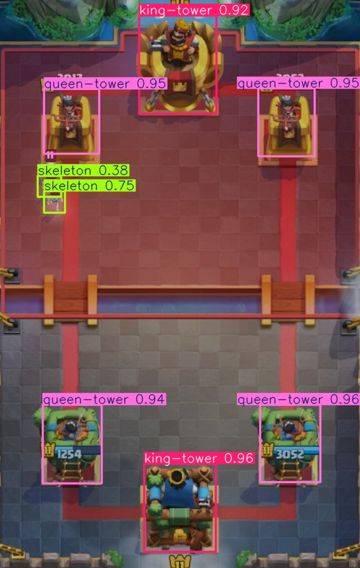 king-tower 0.92
queen-tower 0.95
queen-tower 0.95
skeleton 0.38
skeleton 0.75
queen-tower 0.94
queen-tower 0.96
1254
3052
king-tower 0.96